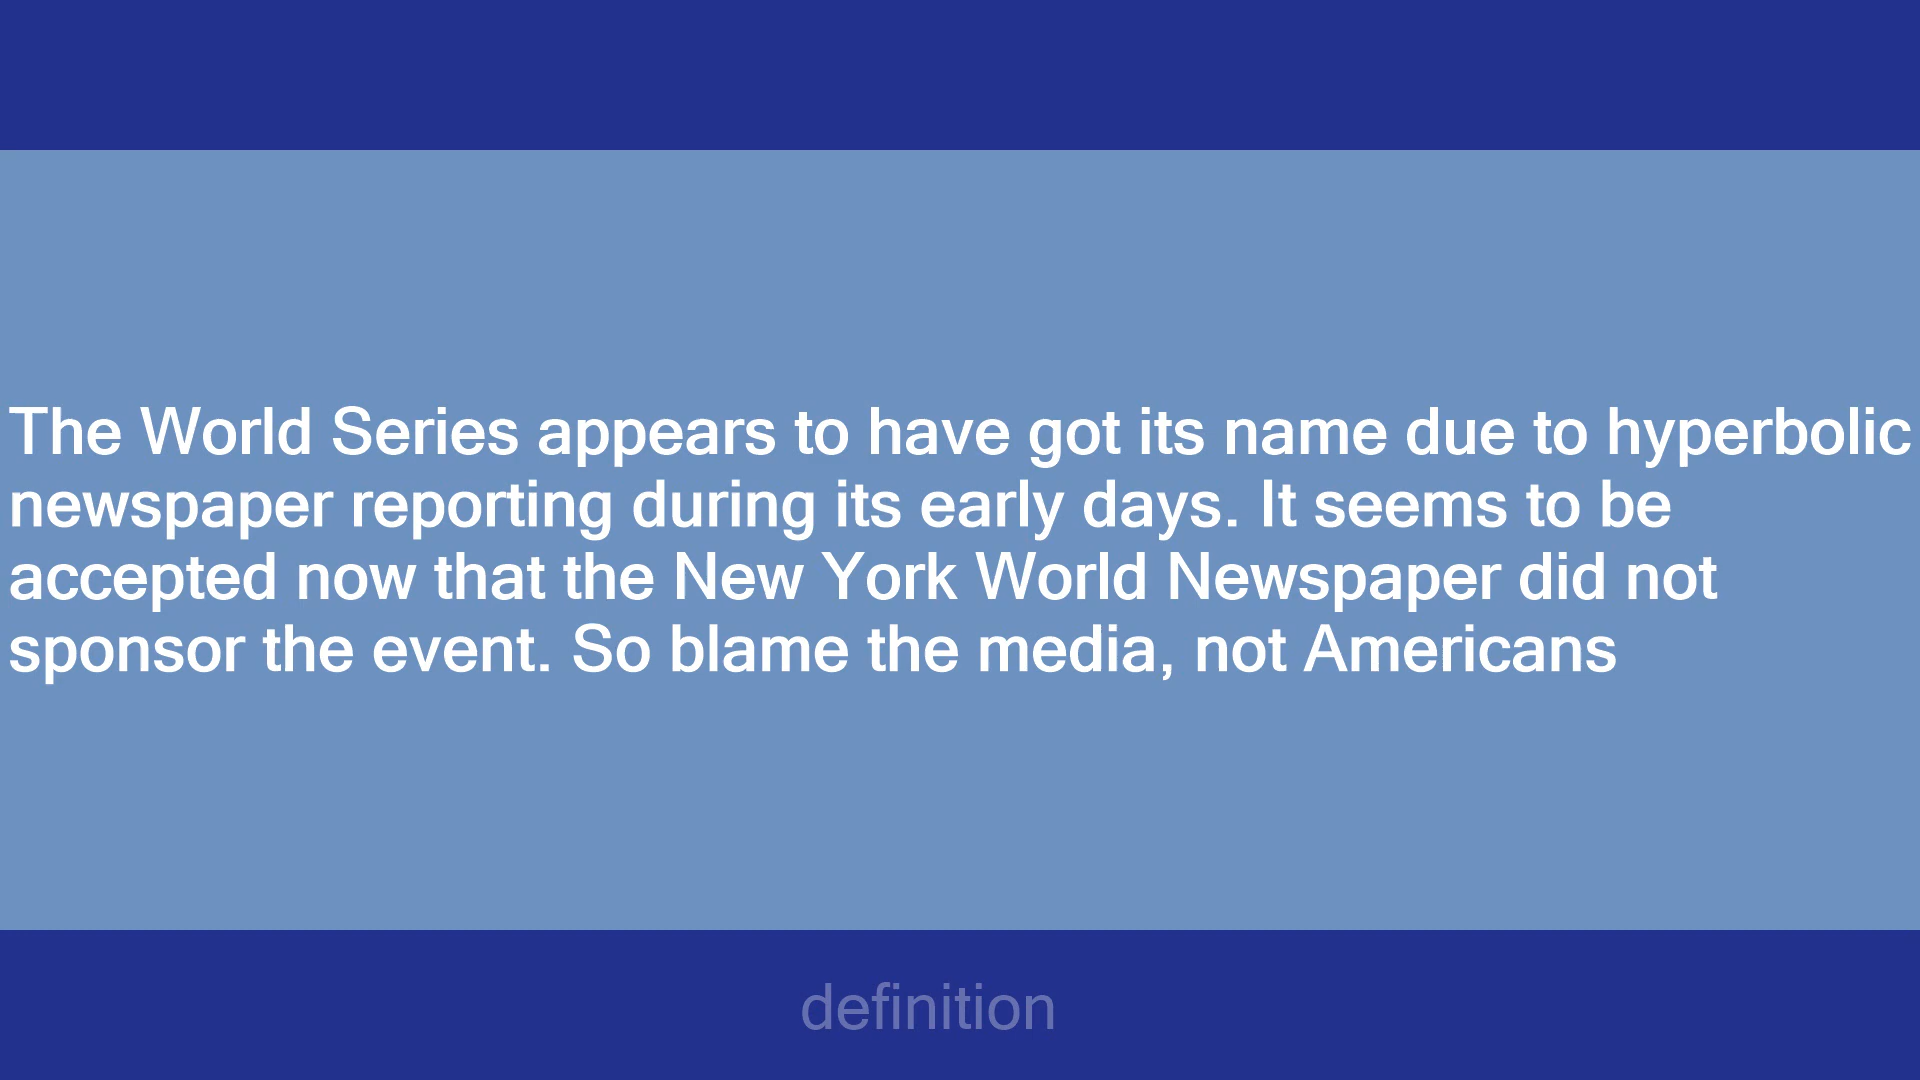 The World Series appears to have got its name due to hyperbolic
newspaper reporting during its early days. It seems to be
accepted now that the New York World Newspaper did not
sponsor the event. So blame the media, not Americans
definition